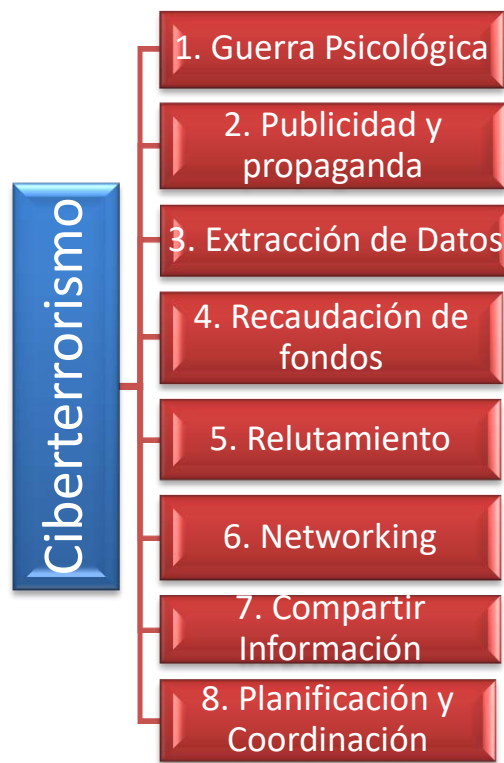 Ciberterrorismo
1. Guerra Psicológica
2. Publicidad y
propaganda
3. Extracción de Datos
4. Recaudación de
fondos
5. Relutamiento
6. Networking
7. Compartir
Información
8. Planificación y
Coordinación